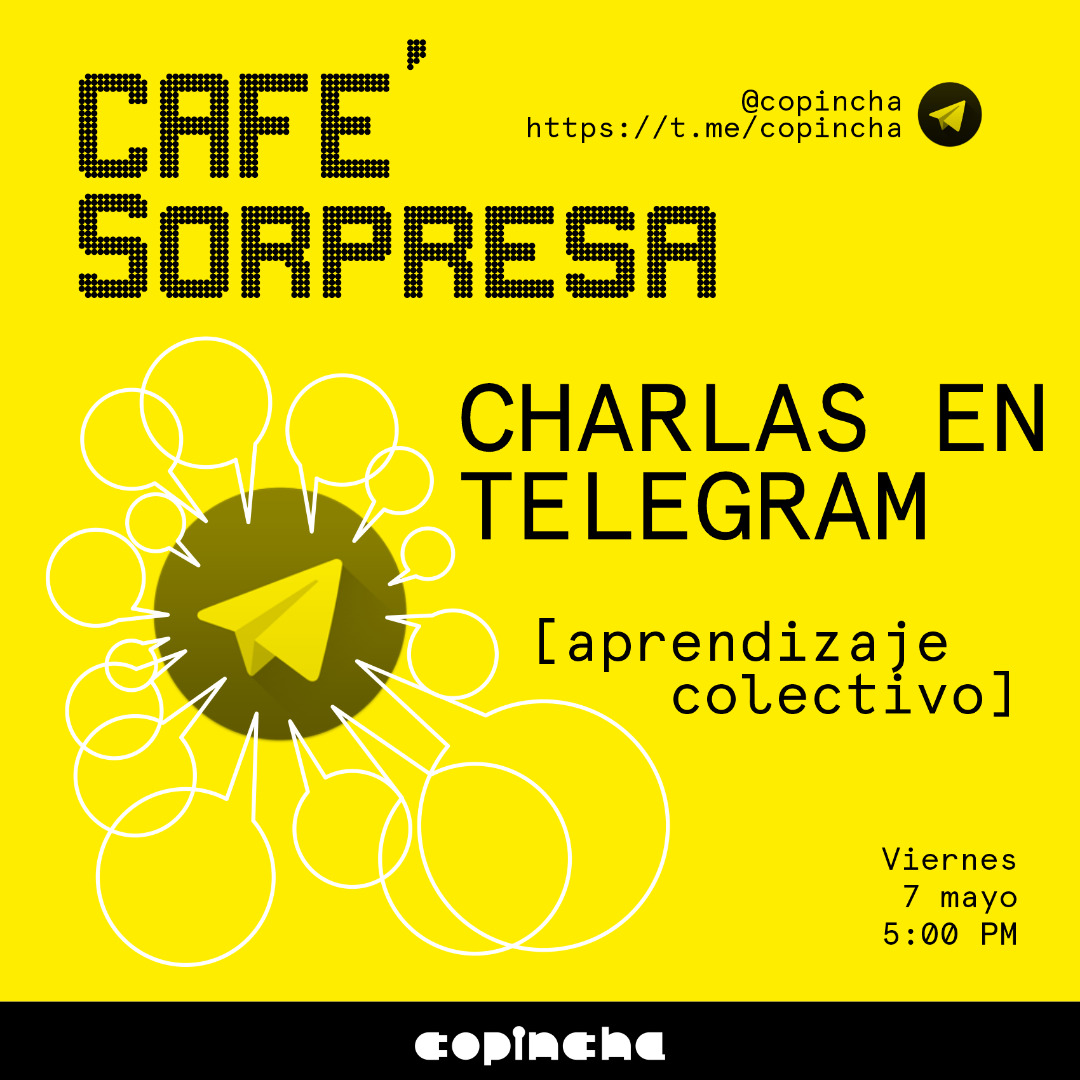 CAFE'
SORPRESA
@copincha
https://t.me/copincha
CHARLAS EN
TELEGRAM
[aprendizaje
colectivo]
Viernes
7 mayo
5:00 PM
copincha